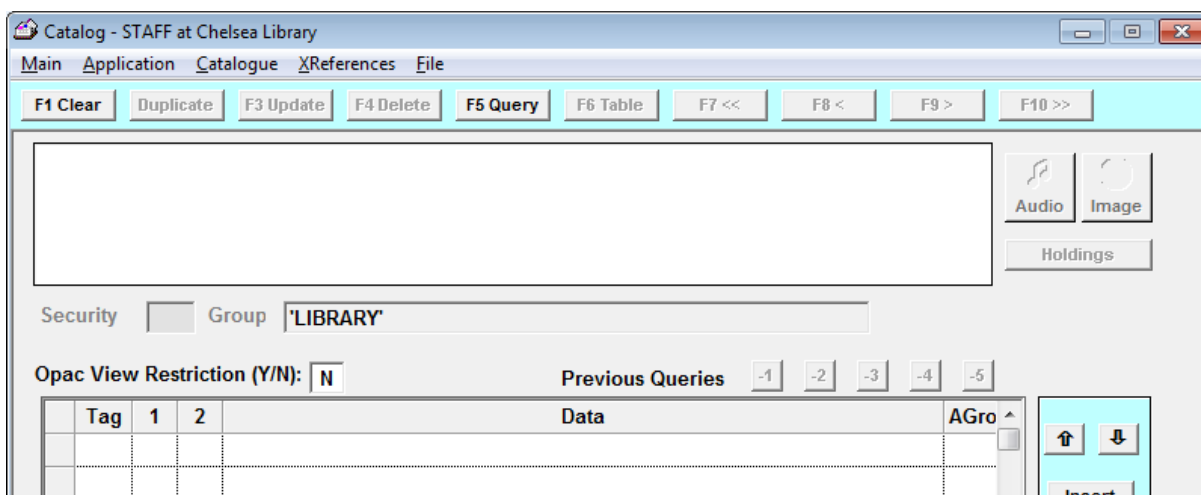 Catalog - STAFF at Chelsea Library
Main Application Catalogue XReferences File
F1 Clear Duplicate F3 Update F4 Delete F5 Query F6 Table F7 << F8 < F9 > F10 >>
Audio Image
Holdings
Security Group 'LIBRARY'
Opac View Restriction (Y/N): N Previous Queries -1 -2 -3 -4 -5
Tag 1 2 Data AGro
Insert